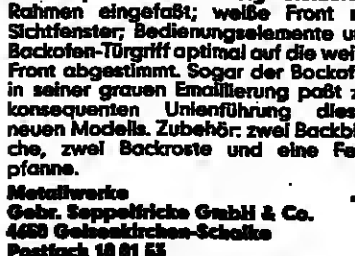 Rahmen eingefaßt; weiße Front
Sichtfenster; Bedienungselemente u
Backofen-Türgriff optimal auf die wei
Front abgestimmt. Sogar der Backof
in seiner grauen Emaillierung paßt z
konsequenten Linienführung dies
neuen Modells. Zubehör: zwei Backbl
che, zwei Backroste und eine Fe
pfanne.
Metallwerke
Gebr. Seppelfricke GmbH & Co.
4650 Gelsenkirchen-Schalke
Postfach 10 01 53